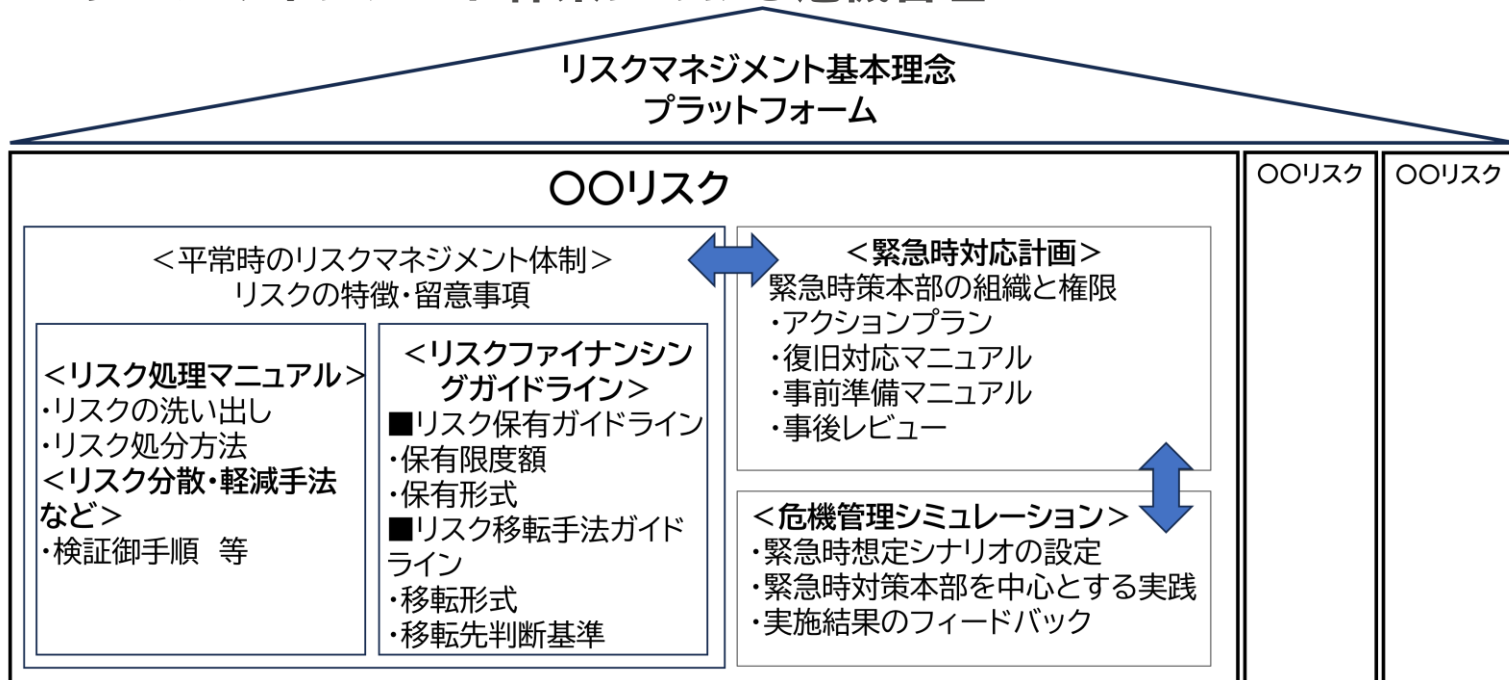 リスクマネジメント基本理念
プラットフォーム
〇〇リスク
〇〇リスク
〇〇リスク
<平常時のリスクマネジメント体制>
リスクの特徴・留意事項
<リスク処理マニュアル>
・リスクの洗い出し
・リスク処分方法
<リスク分散・軽減手法
など>
・検証御手順 等
<リスクファイナンシン
グガイドライン>
■リスク保有ガイドライン
・保有限度額
・保有形式
■リスク移転手法ガイド
ライン
・移転形式
・移転先判断基準
<緊急時対応計画>
緊急時策本部の組織と権限
・アクションプラン
・復旧対応マニュアル
・事前準備マニュアル
・事後レビュー
<危機管理シミュレーション>
・緊急時想定シナリオの設定
・緊急時対策本部を中心とする実践
・実施結果のフィードバック